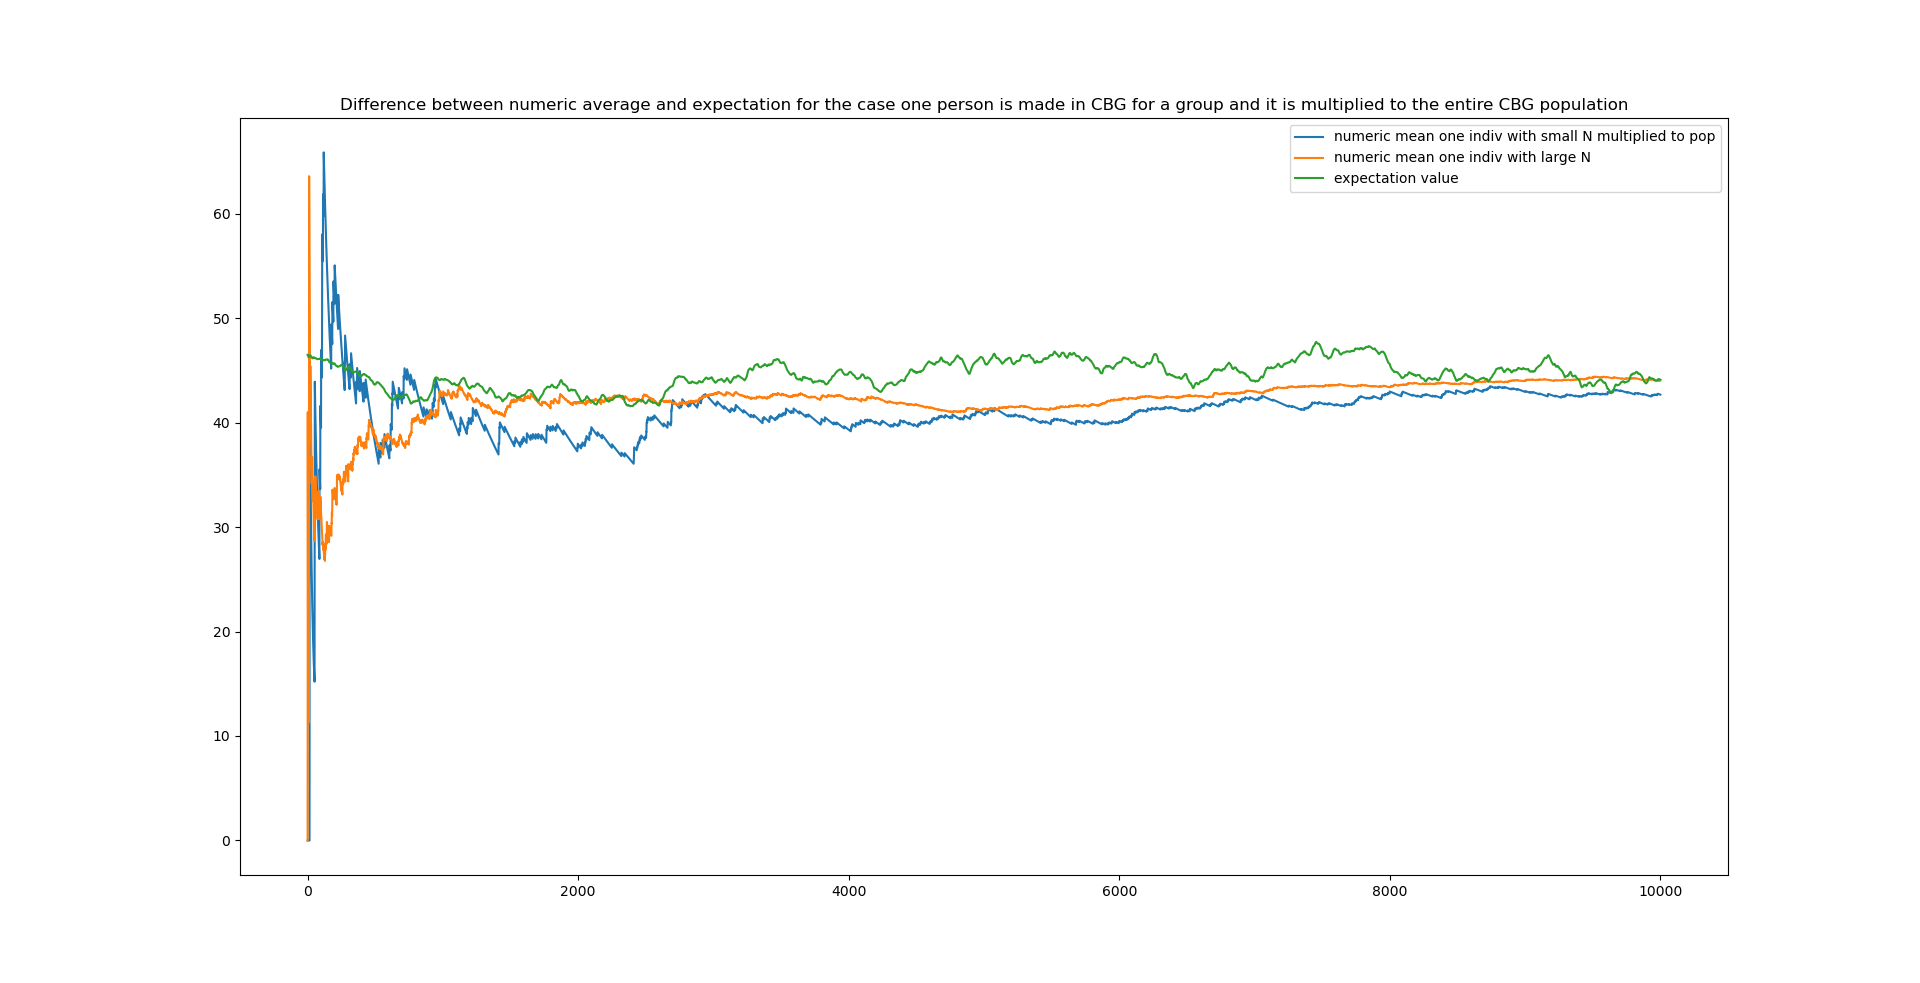 Difference between numeric average and expectation for the case one person is made in CBG for a group and it is multiplied to the entire CBG population
numeric mean one indiv with small N multiplied to pop
numeric mean one indiv with large N
expectation value
60
50
40
30
20
10
0
0 2000 4000 6000 8000 10000